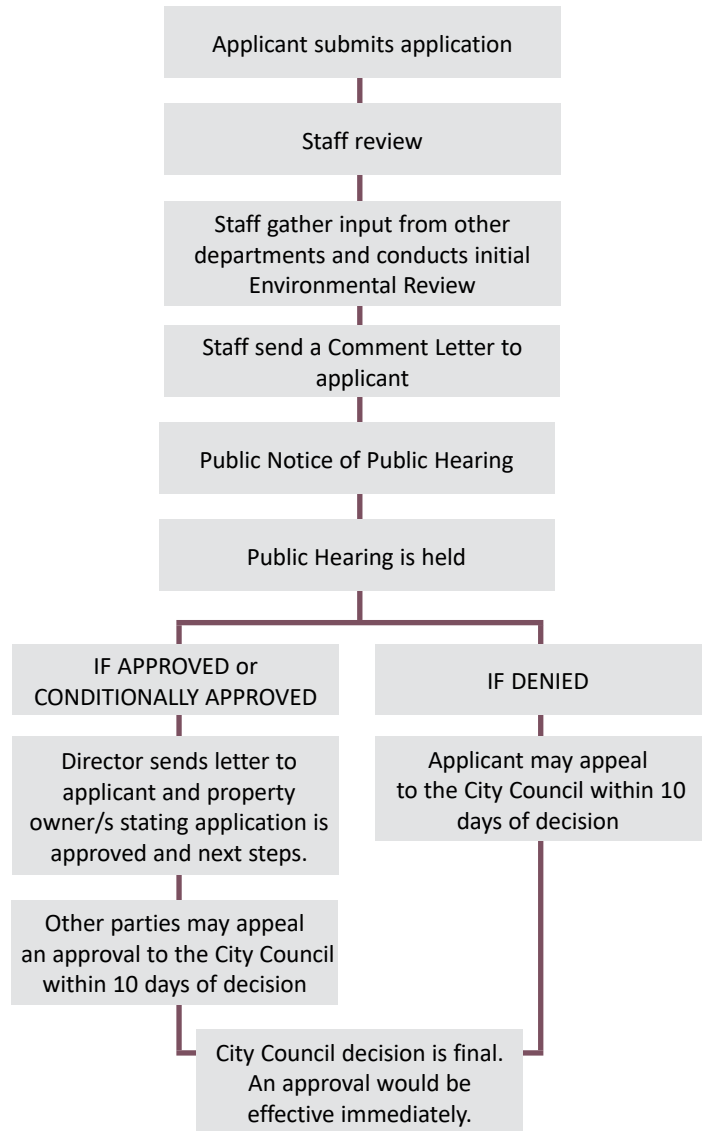 Applicant submits application
Staff review
Staff gather input from other
departments and conducts initial
Environmental Review
Staff send a Comment Letter to
applicant
Public Notice of Public Hearing
Public Hearing is held
IF APPROVED or
CONDITIONALLY APPROVED
Director sends letter to
applicant and property
owner/s stating application is
approved and next steps.
Other parties may appeal
an approval to the City Council
within 10 days of decision
IF DENIED
Applicant may appeal
to the City Council within 10
days of decision
City Council decision is final.
An approval would be
effective immediately.